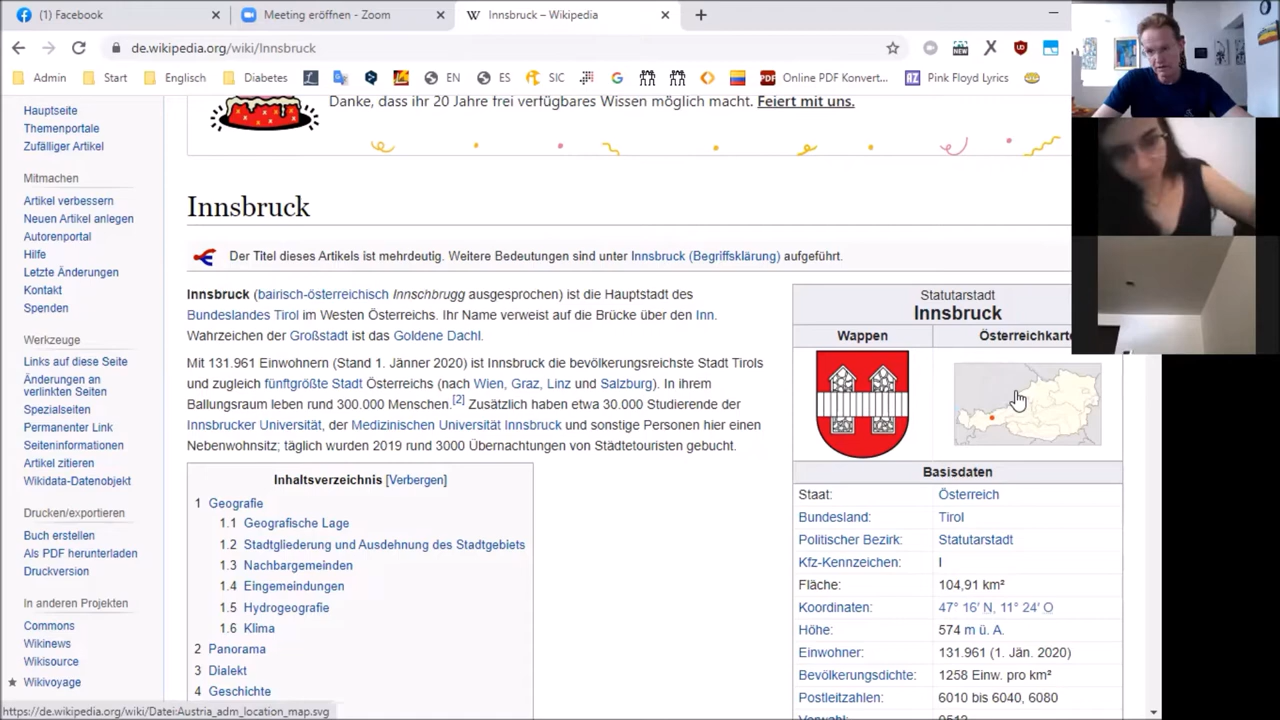 (1) Facebook
Meeting eröffnen - Zoom
Innsbruck – Wikipedia
de.wikipedia.org/wiki/Innsbruck
Admin Start Englisch Diabetes EN ES SIC Online PDF Konvert... Pink Floyd Lyrics
Hauptseite
Themenportale
Zufälliger Artikel
Mitmachen
Artikel verbessern
Neuen Artikel anlegen
Autorenportal
Hilfe
Letzte Änderungen
Kontakt
Spenden
Werkzeuge
Links auf diese Seite
Änderungen an
verlinkten Seiten
Spezialseiten
Permanenter Link
Seiteninformationen
Artikel zitieren
Wikidata-Datenobjekt
Drucken/exportieren
Buch erstellen
Als PDF herunterladen
Druckversion
In anderen Projekten
Commons
Wikinews
Wikisource
Wikivoyage
Danke, dass ihr 20 Jahre frei verfügbares Wissen möglich macht. Feiert mit uns.
Innsbruck
Der Titel dieses Artikels ist mehrdeutig. Weitere Bedeutungen sind unter Innsbruck (Begriffsklärung) aufgeführt.
Innsbruck (bairisch-österreichisch Innschbrugg ausgesprochen) ist die Hauptstadt des
Bundeslandes Tirol im Westen Österreichs. Ihr Name verweist auf die Brücke über den Inn.
Wahrzeichen der Großstadt ist das Goldene Dachl.
Mit 131.961 Einwohnern (Stand 1. Jänner 2020) ist Innsbruck die bevölkerungsreichste Stadt Tirols
und zugleich fünftgrößte Stadt Österreichs (nach Wien, Graz, Linz und Salzburg). In ihrem
Ballungsraum leben rund 300.000 Menschen.[2] Zusätzlich haben etwa 30.000 Studierende der
Innsbrucker Universität, der Medizinischen Universität Innsbruck und sonstige Personen hier einen
Nebenwohnsitz; täglich wurden 2019 rund 3000 Übernachtungen von Städtetouristen gebucht.
Inhaltsverzeichnis [Verbergen]
1 Geografie
1.1 Geografische Lage
1.2 Stadtgliederung und Ausdehnung des Stadtgebiets
1.3 Nachbargemeinden
1.4 Eingemeindungen
1.5 Hydrogeografie
1.6 Klima
2 Panorama
3 Dialekt
4 Geschichte
Statutarstadt
Innsbruck
Wappen Österreichkarte
Basisdaten
Staat: Österreich
Bundesland: Tirol
Politischer Bezirk: Statutarstadt
Kfz-Kennzeichen: I
Fläche: 104,91 km²
Koordinaten: 47° 16′ N, 11° 24′ O
Höhe: 574 m ü. A.
Einwohner: 131.961 (1. Jän. 2020)
Bevölkerungsdichte: 1258 Einw. pro km²
Postleitzahlen: 6010 bis 6040, 6080
Vorwahl: 0512
https://de.wikipedia.org/wiki/Datei:Austria_adm_location_map.svg